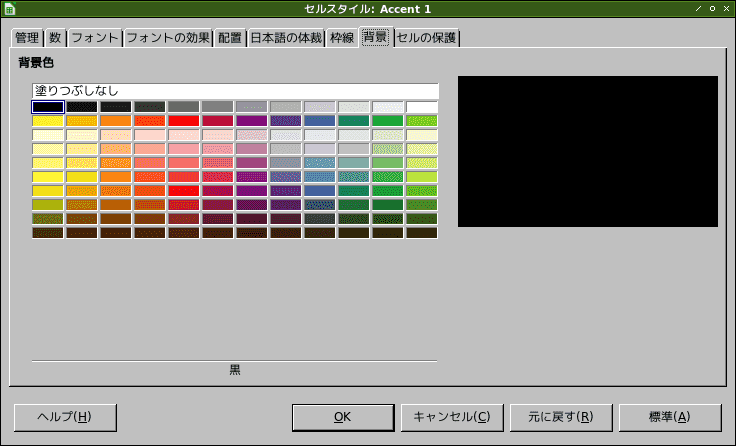 セルスタイル: Accent 1
管理 数 フォント フォントの効果 配置 日本語の体裁 枠線 背景 セルの保護
背景色
塗りつぶしなし
黒
ヘルプ(H) OK キャンセル(C) 元に戻す(R) 標準(A)